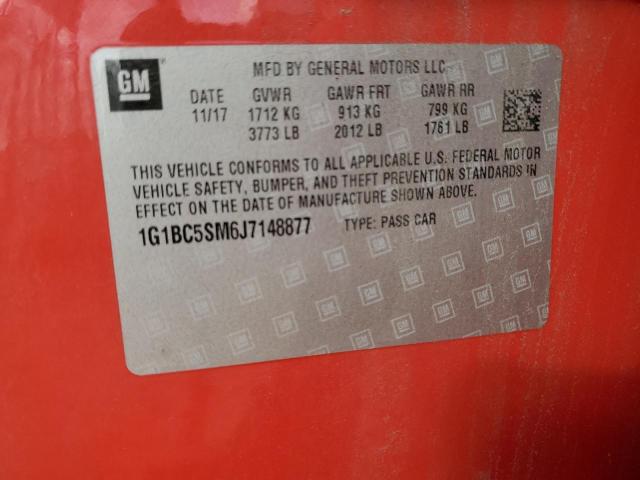 GM
MFD BY GENERAL MOTORS LLC
DATE GVWR GAWR FRT GAWR RR
11/17 1712 KG 913 KG 799 KG
3773 LB 2012 LB 1761 LB
THIS VEHICLE CONFORMS TO ALL APPLICABLE U.S. FEDERAL MOTOR
VEHICLE SAFETY, BUMPER, AND THEFT PREVENTION STANDARDS IN
EFFECT ON THE DATE OF MANUFACTURE SHOWN ABOVE.
1G1BC5SM6J7148877 TYPE: PASS CAR